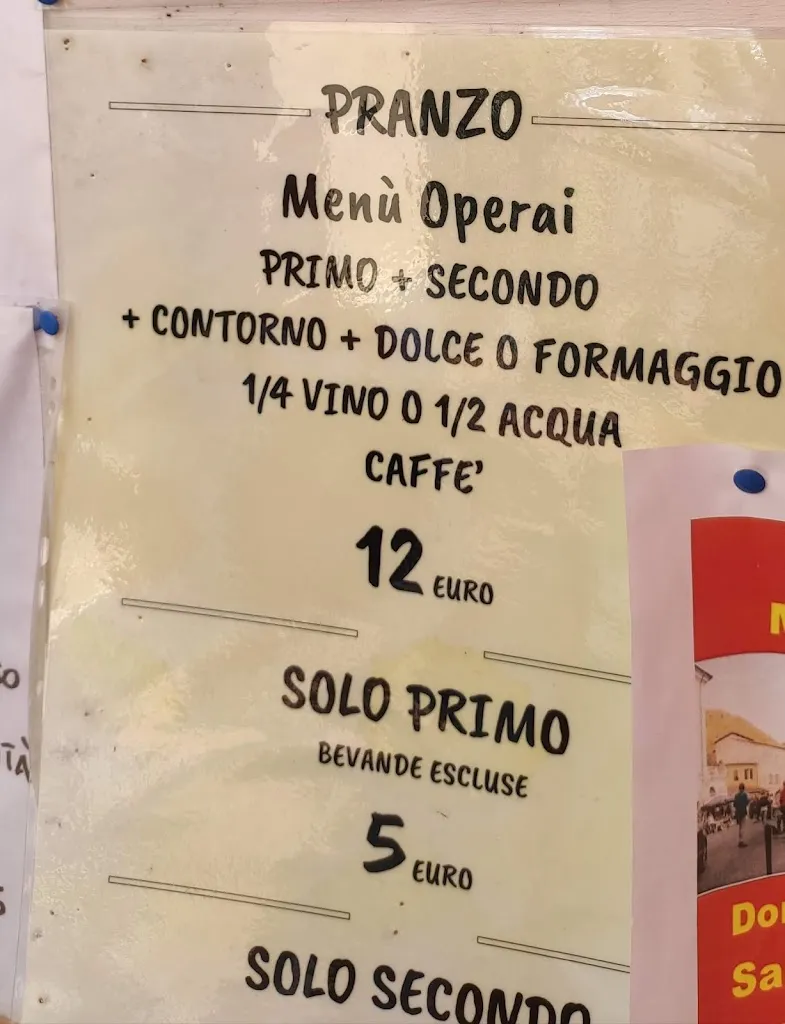 PRANZO
Menù Operai
PRIMO + SECONDO
+ CONTORNO + DOLCE O FORMAGGIO
1/4 VINO O 1/2 ACQUA
CAFFE'
12 EURO
SOLO PRIMO
BEVANDE ESCLUSE
5 EURO
SOLO SECONDO